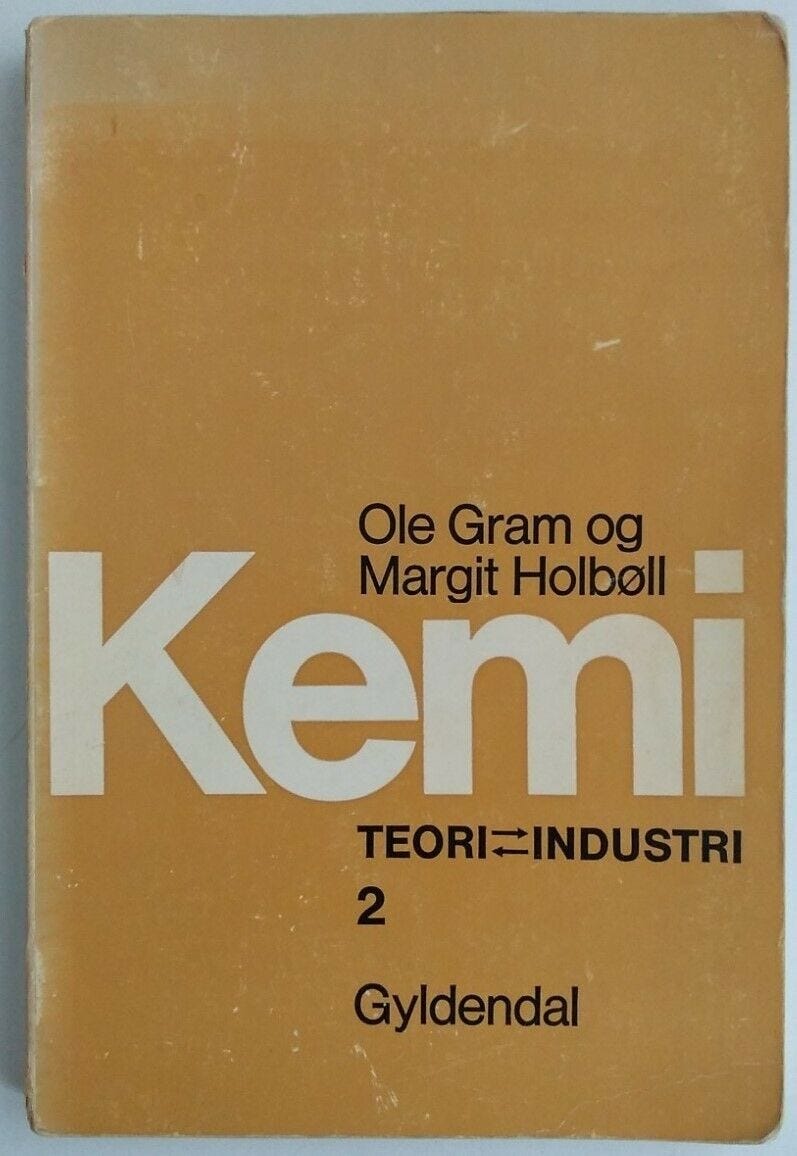 Ole Gram og
Margit Holbøll
Kemi
TEORI⇄INDUSTRI
2
Gyldendal